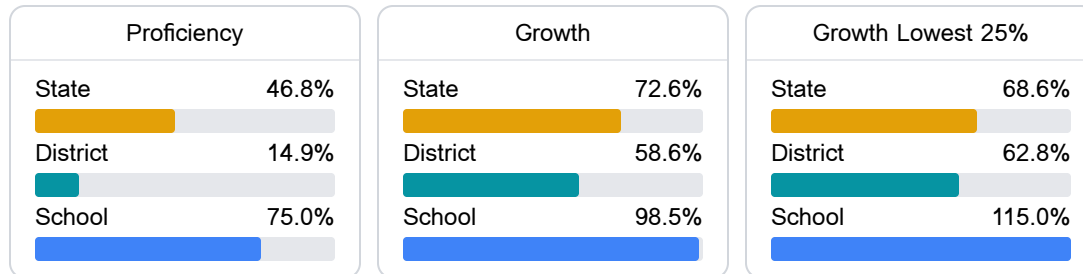 Proficiency
State 46.8%
District 14.9%
School 75.0%
Growth
State 72.6%
District 58.6%
School 98.5%
Growth Lowest 25%
State 68.6%
District 62.8%
School 115.0%